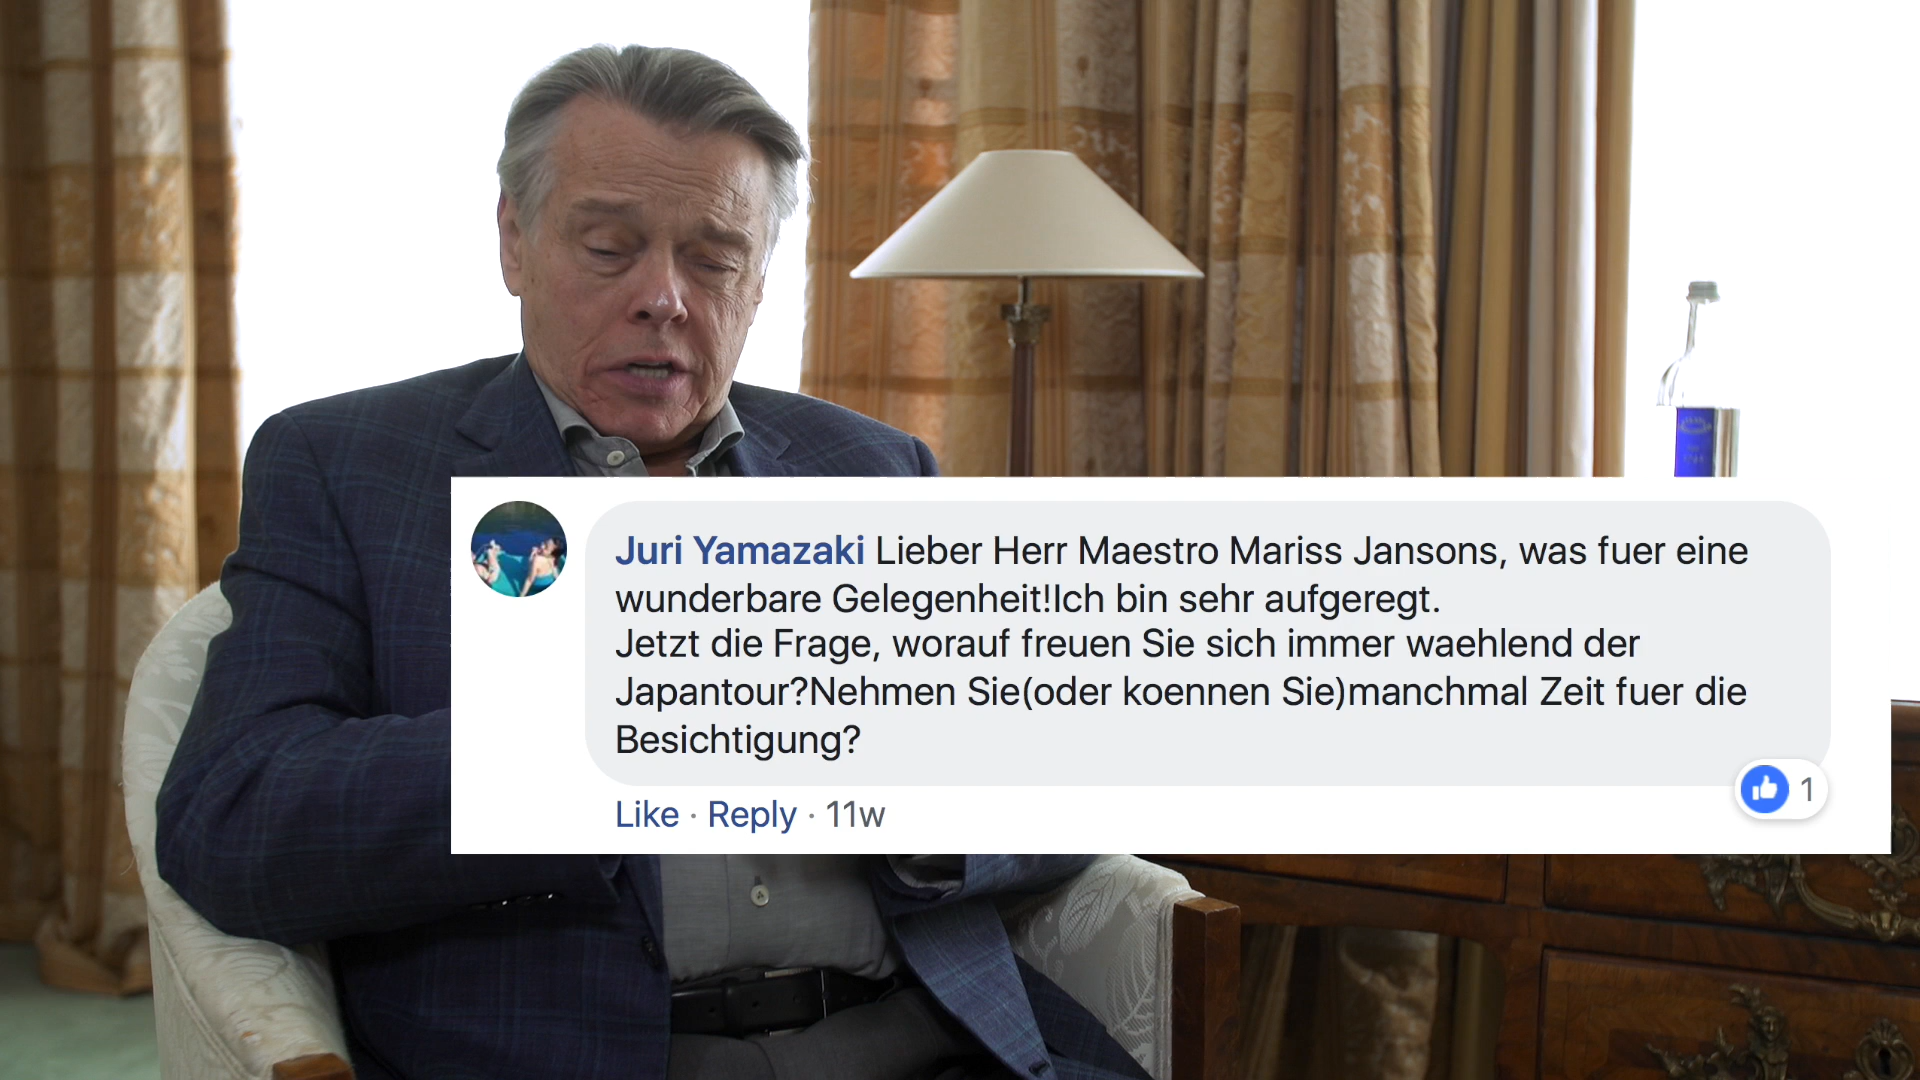 Juri Yamazaki Lieber Herr Maestro Mariss Jansons, was fuer eine
wunderbare Gelegenheit!Ich bin sehr aufgeregt.
Jetzt die Frage, worauf freuen Sie sich immer waehlend der
Japantour?Nehmen Sie(oder koennen Sie)manchmal Zeit fuer die
Besichtigung?
1
Like · Reply · 11w